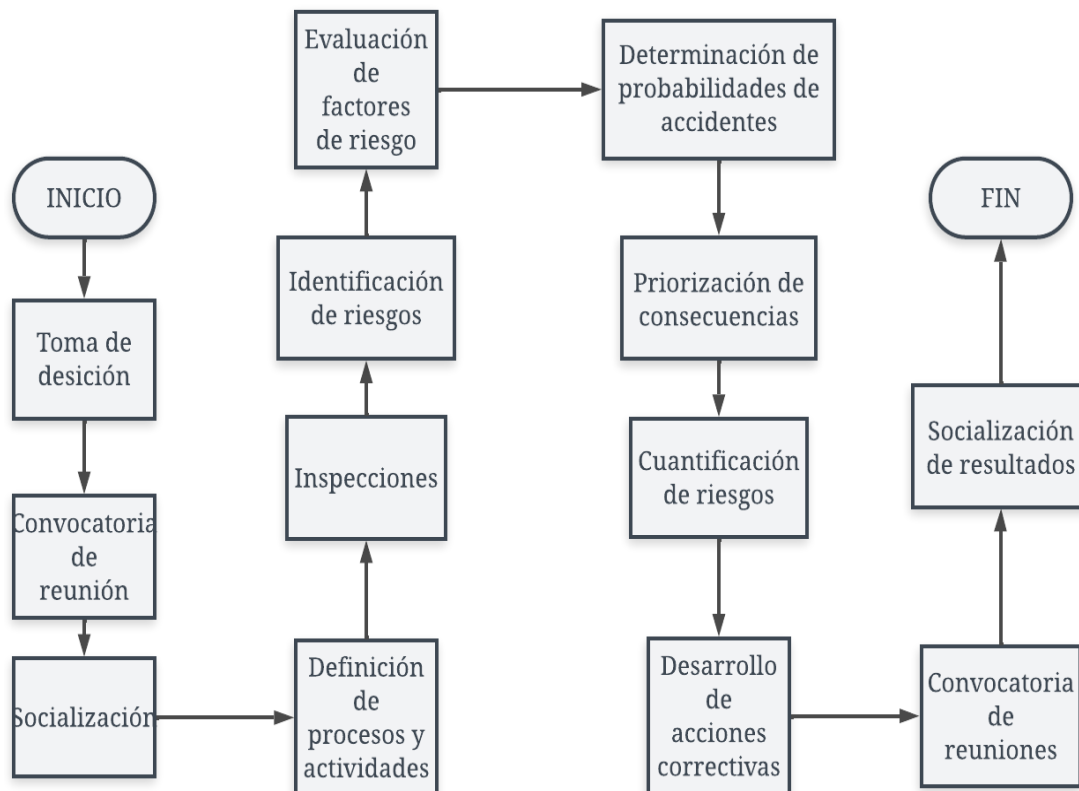 INICIO
Toma de
desición
Convocatoria
de
reunión
Socialización
Definición
de
procesos y
actividades
Inspecciones
Identificación
de riesgos
Evaluación
de
factores
de riesgo
Determinación de
probabilidades de
accidentes
Priorización de
consecuencias
Cuantificación
de riesgos
Desarrollo
de
acciones
correctivas
Convocatoria
de
reuniones
Socialización
de resultados
FIN